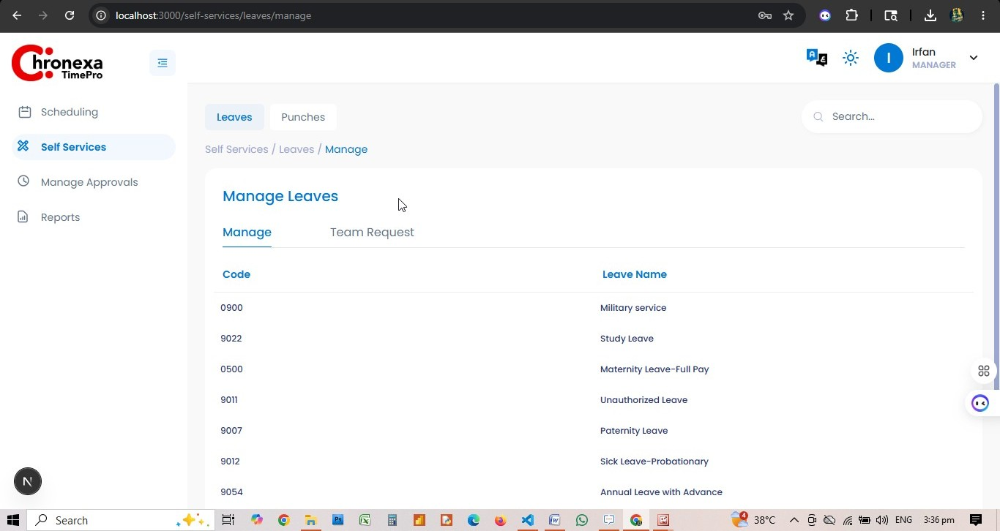 localhost:3000/self-services/leaves/manage
Chronexa
TimePro
A
ع
I
Irfan
MANAGER
Scheduling
Self Services
Manage Approvals
Reports
Leaves
Punches
Search...
Self Services / Leaves / Manage
Manage Leaves
Manage
Team Request
Code
Leave Name
0900
Military service
9022
Study Leave
0500
Maternity Leave-Full Pay
9011
Unauthorized Leave
9007
Paternity Leave
9012
Sick Leave-Probationary
9054
Annual Leave with Advance
N
Search
Ps
W
4
38°C
ENG
3:36 pm